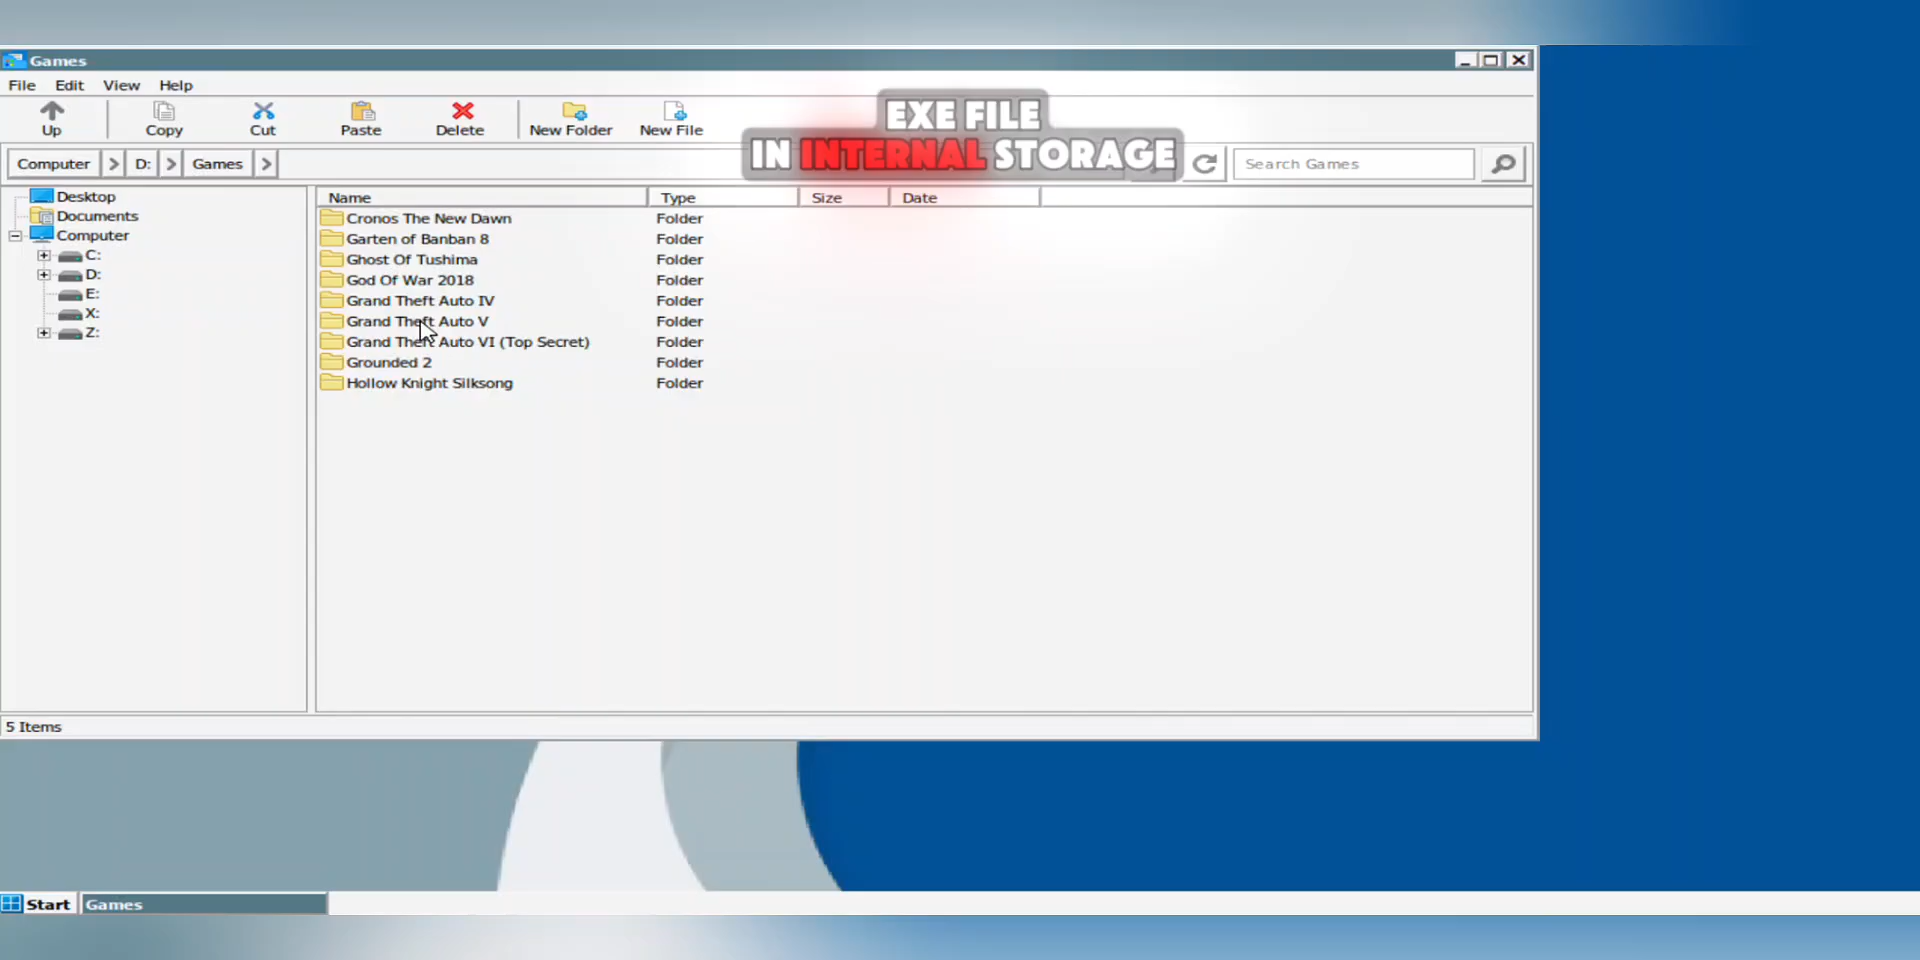 Games
File Edit View Help
Up Copy Cut Paste Delete New Folder New File
EXE FILE
IN INTERNAL STORAGE
Computer > D: > Games > Search Games
Desktop
Documents
Computer
C:
D:
E:
X:
Z:
Name Type Size Date
Cronos The New Dawn Folder
Garten of Banban 8 Folder
Ghost Of Tushima Folder
God Of War 2018 Folder
Grand Theft Auto IV Folder
Grand Theft Auto V Folder
Grand Theft Auto VI (Top Secret) Folder
Grounded 2 Folder
Hollow Knight Silksong Folder
5 Items
Start Games